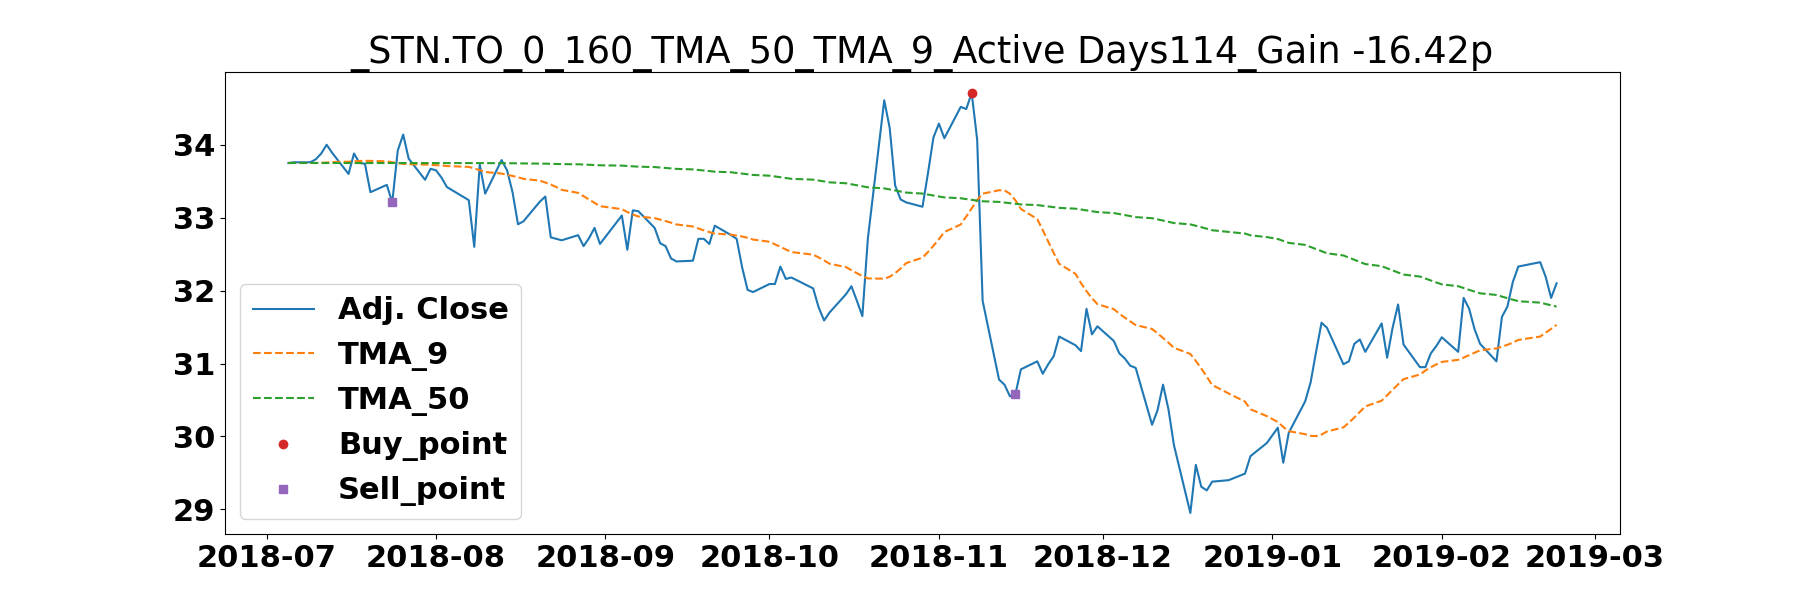 _STN.TO_0_160_TMA_50_TMA_9_Active Days114_Gain -16.42p
34
33
32
31
30
29
Adj. Close
TMA_9
TMA_50
Buy_point
Sell_point
2018-07 2018-08 2018-09 2018-10 2018-11 2018-12 2019-01 2019-02 2019-03